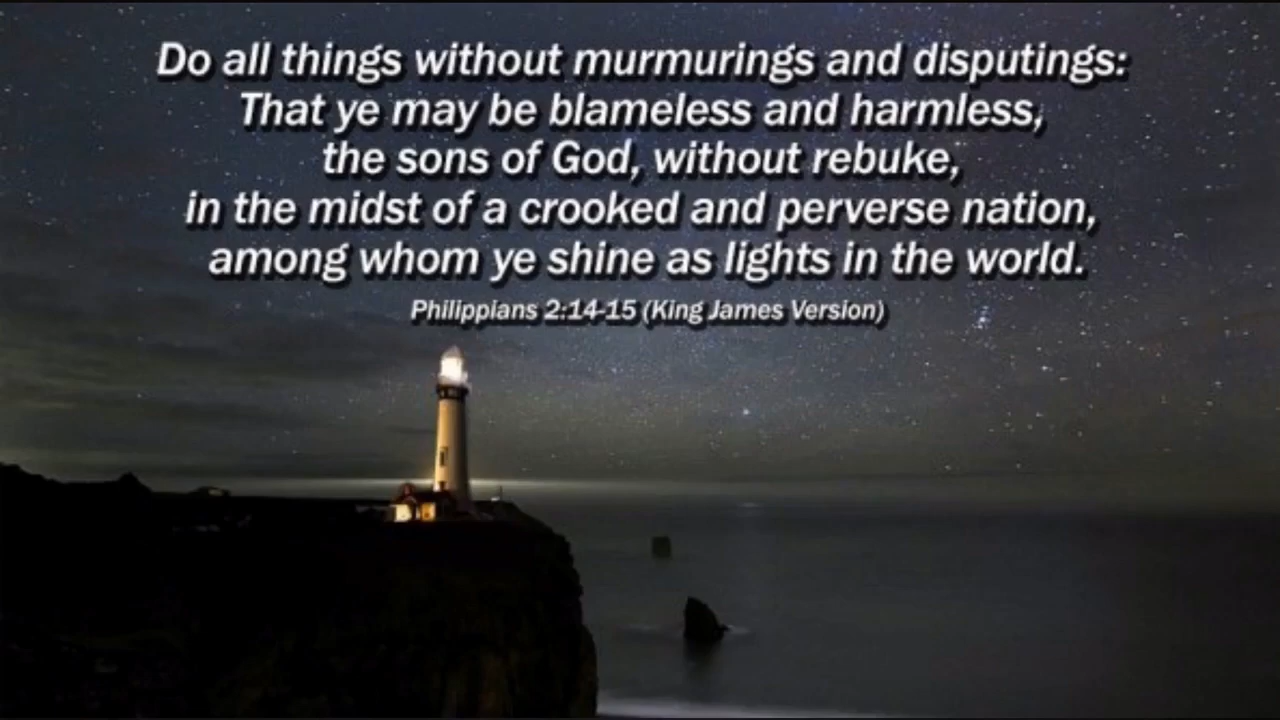 Do all things without murmurings and disputings:
That ye may be blameless and harmless,
the sons of God, without rebuke,
in the midst of a crooked and perverse nation,
among whom ye shine as lights in the world.
Philippians 2:14-15 (King James Version)